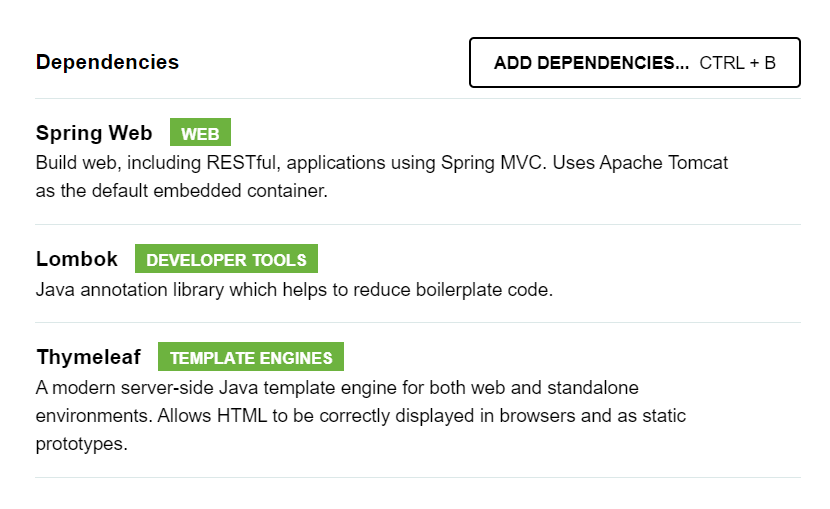 Dependencies ADD DEPENDENCIES... CTRL + B
Spring Web WEB
Build web, including RESTful, applications using Spring MVC. Uses Apache Tomcat
as the default embedded container.
Lombok DEVELOPER TOOLS
Java annotation library which helps to reduce boilerplate code.
Thymeleaf TEMPLATE ENGINES
A modern server-side Java template engine for both web and standalone
environments. Allows HTML to be correctly displayed in browsers and as static
prototypes.